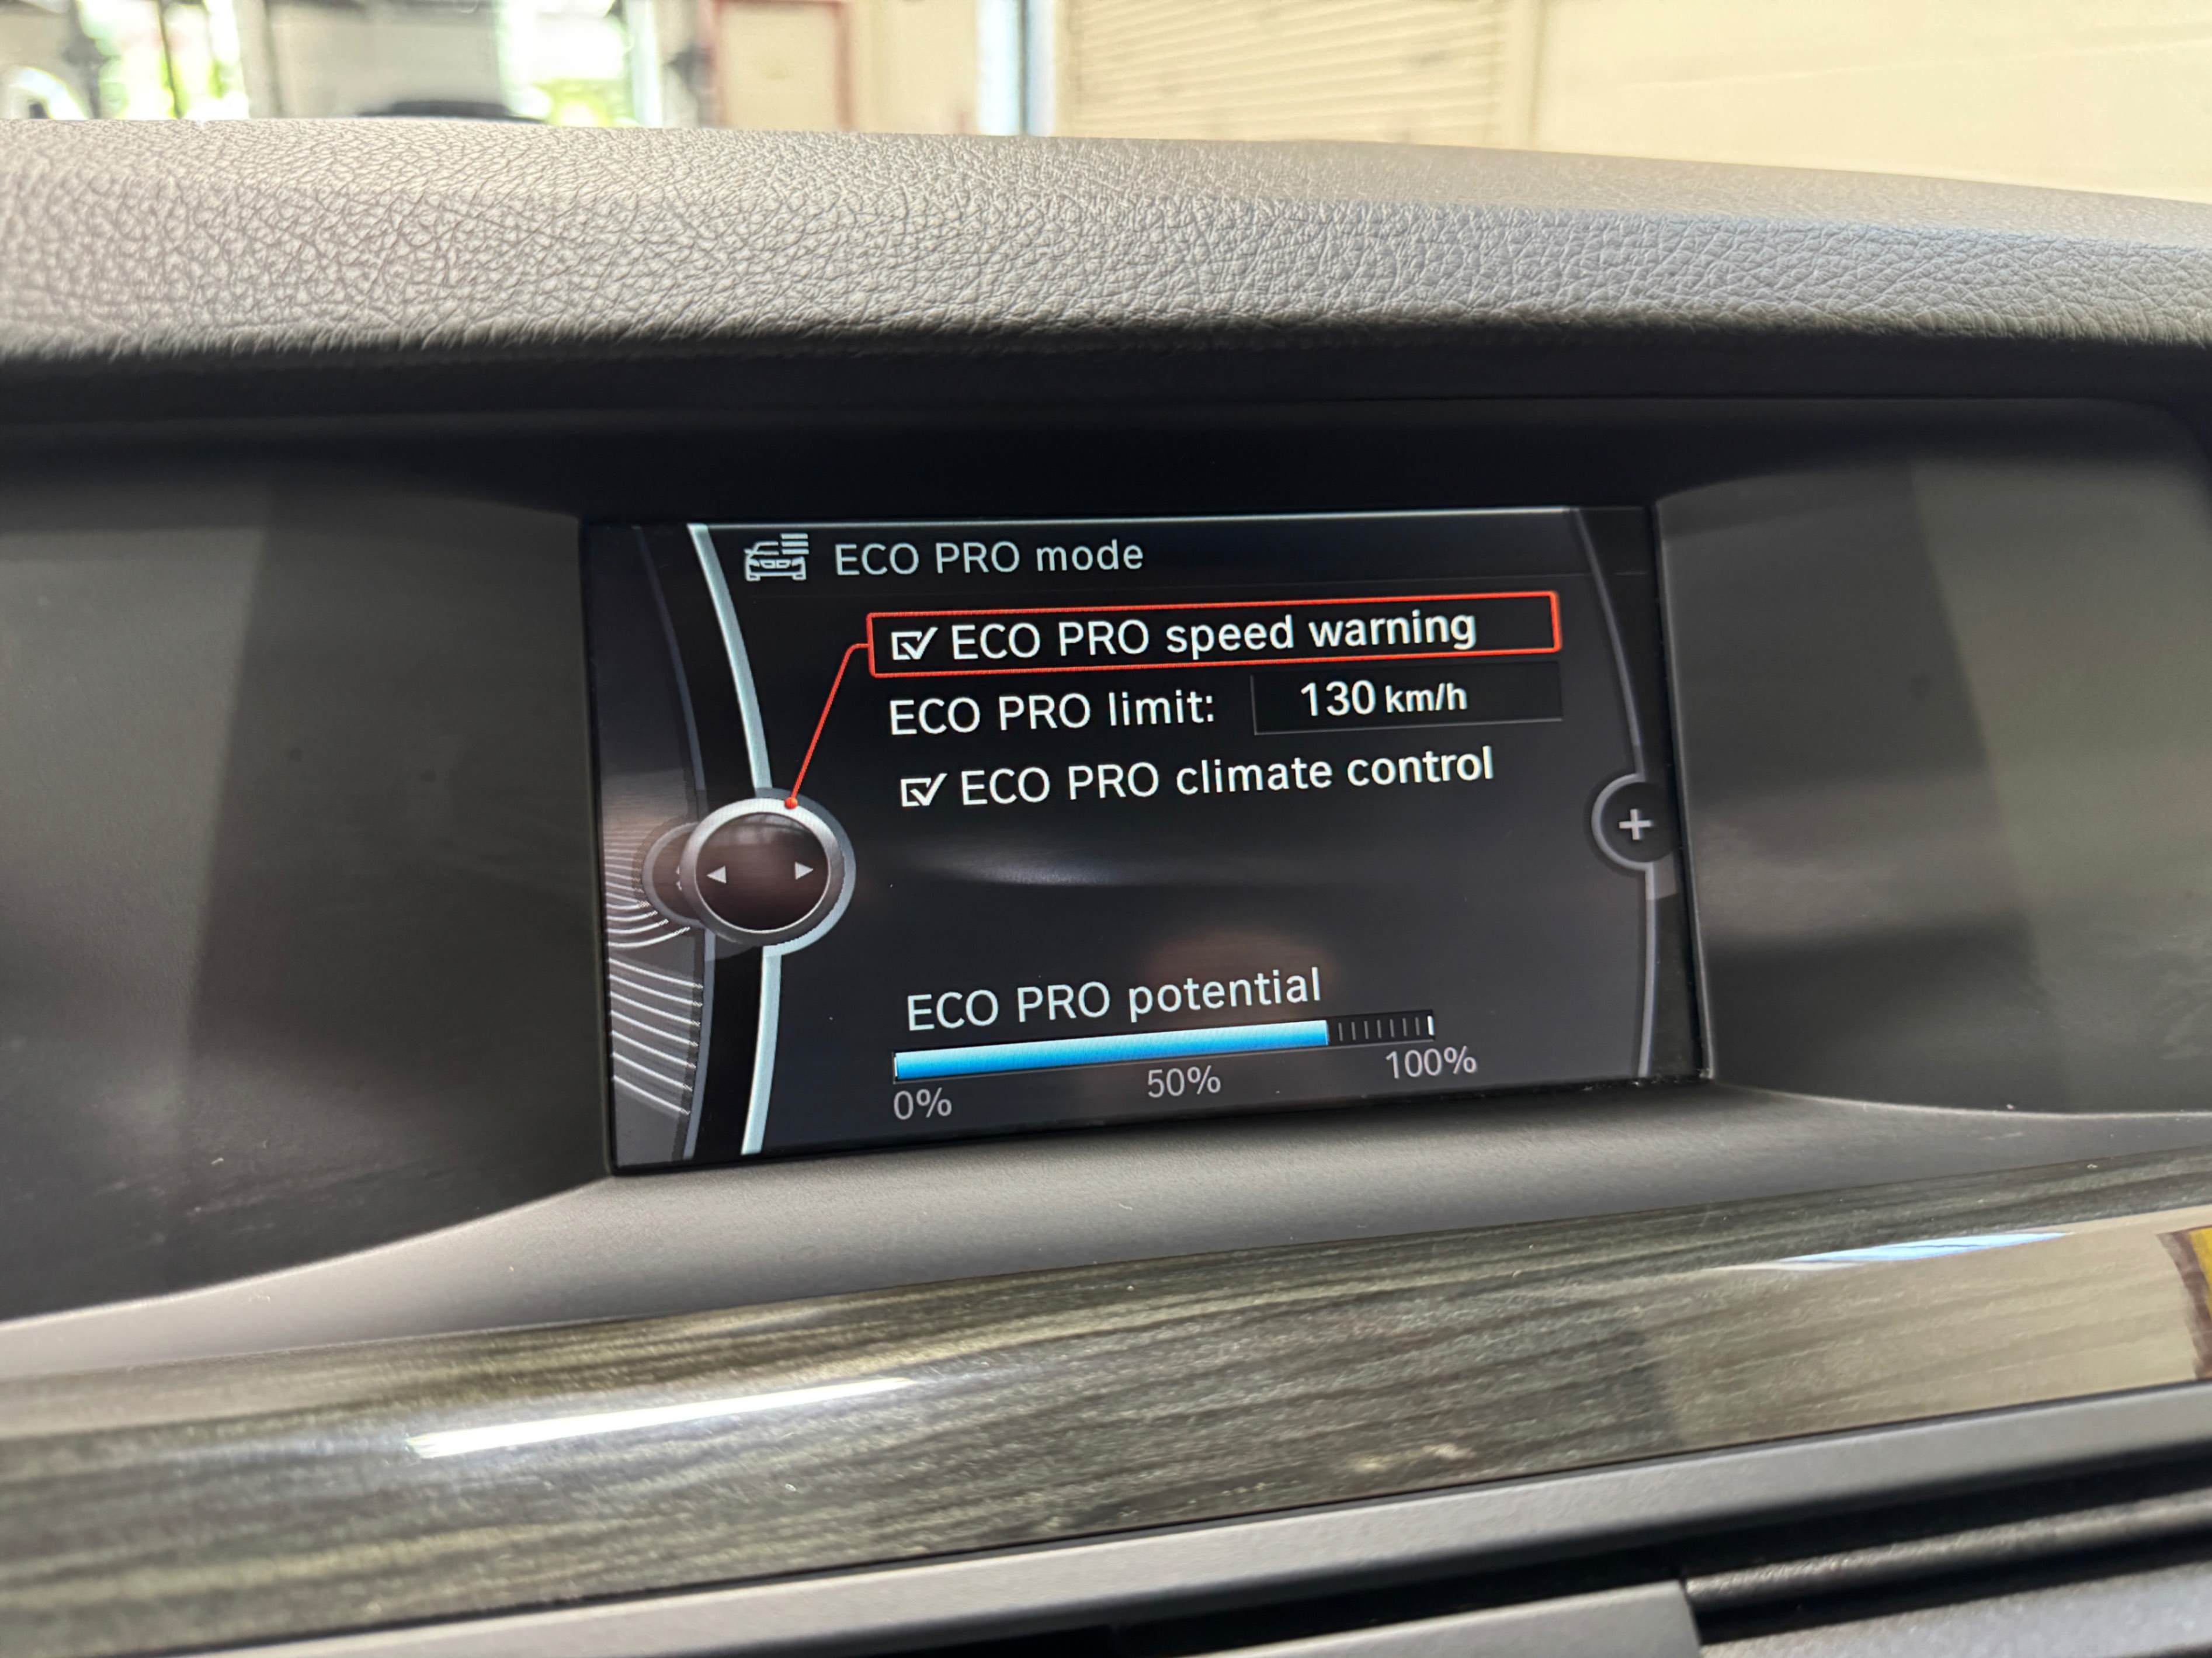 ECO PRO mode
ECO PRO speed warning
ECO PRO limit: 130 km/h
ECO PRO climate control
ECO PRO potential
0% 50% 100%